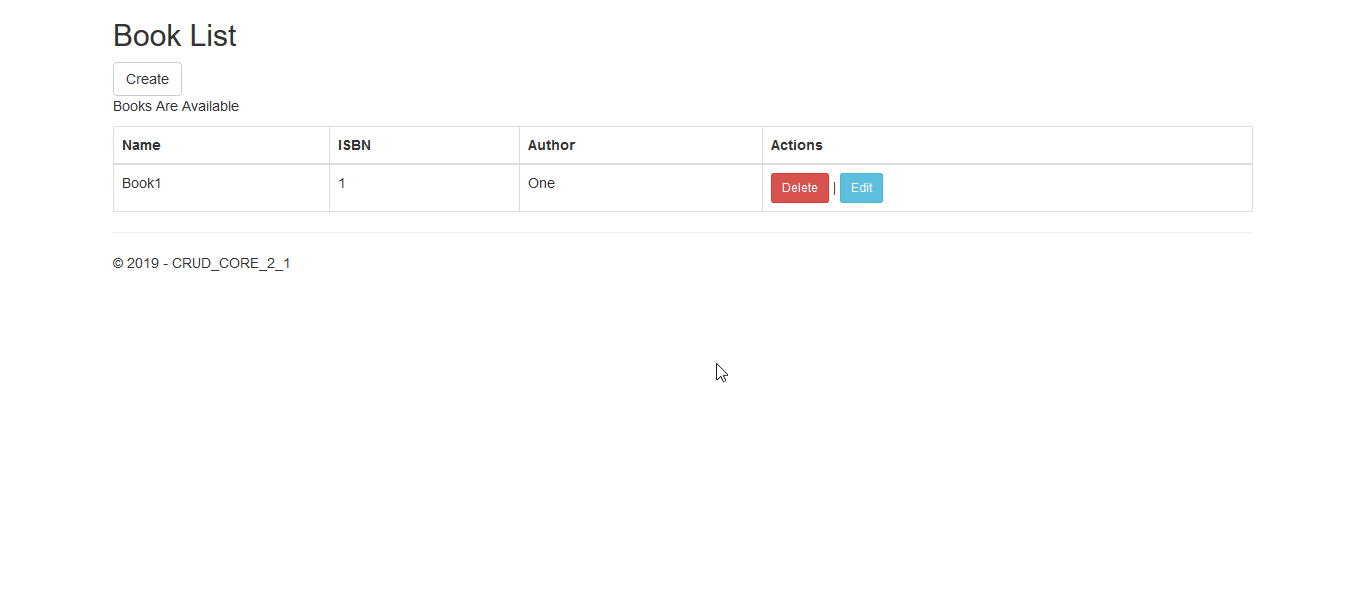 Book List
Create
Books Are Available
Name ISBN Author Actions
Book1 1 One Delete | Edit
© 2019 - CRUD_CORE_2_1